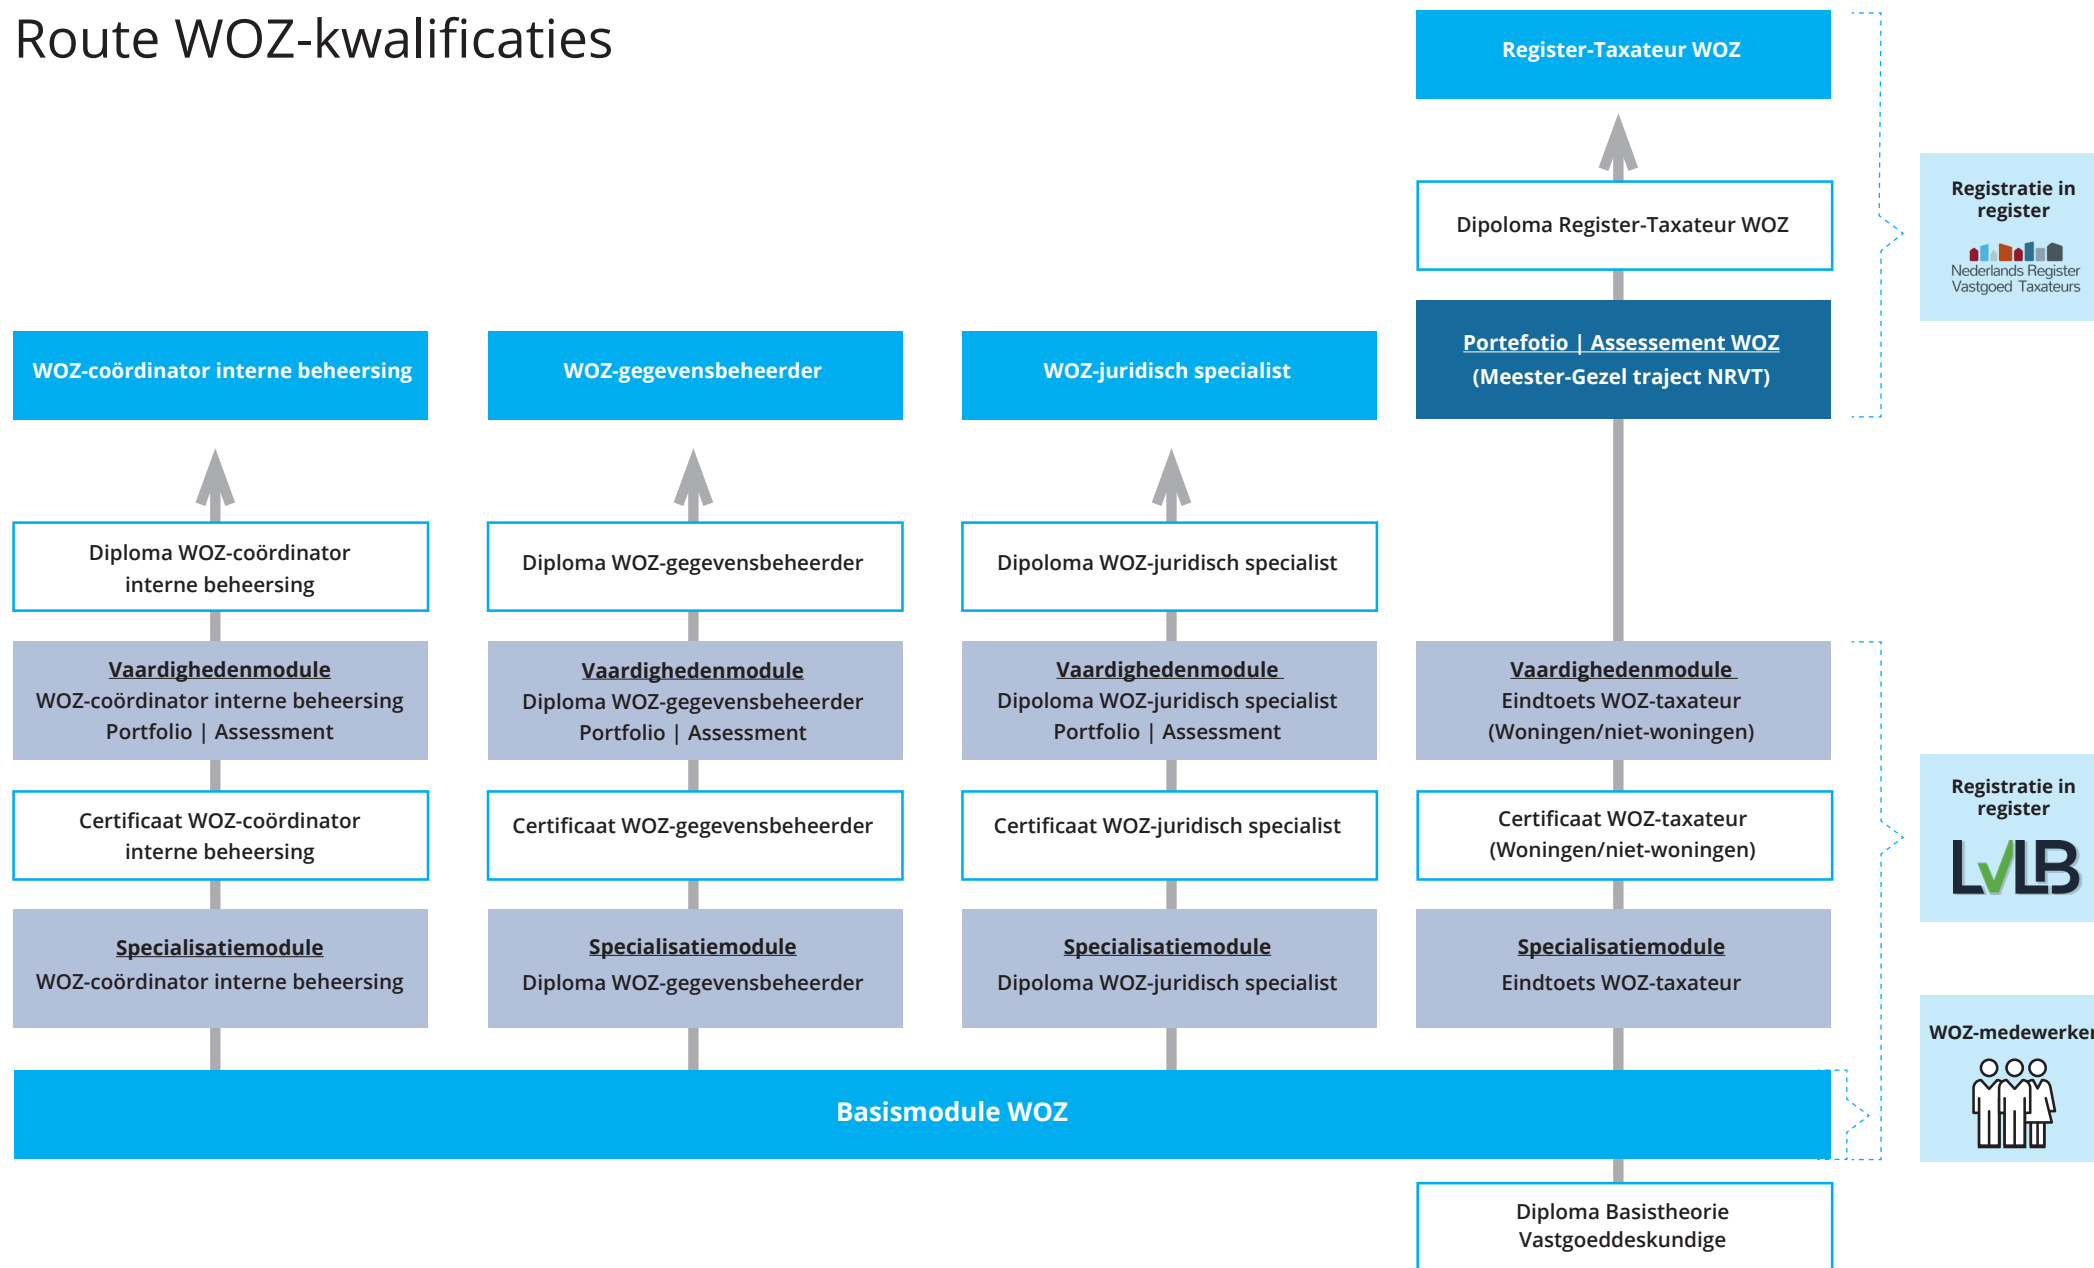 Route WOZ-kwalificaties
Register-Taxateur WOZ
Dipoloma Register-Taxateur WOZ
Portefotio | Assessement WOZ
(Meester-Gezel traject NRVT)
Registratie in
register
Nederlands Register
Vastgoed Taxateurs
WOZ-coördinator interne beheersing
WOZ-gegevensbeheerder
WOZ-juridisch specialist
Diploma WOZ-coördinator
interne beheersing
Diploma WOZ-gegevensbeheerder
Dipoloma WOZ-juridisch specialist
Vaardighedenmodule
WOZ-coördinator interne beheersing
Portfolio | Assessment
Vaardighedenmodule
Diploma WOZ-gegevensbeheerder
Portfolio | Assessment
Vaardighedenmodule
Dipoloma WOZ-juridisch specialist
Portfolio | Assessment
Vaardighedenmodule
Eindtoets WOZ-taxateur
(Woningen/niet-woningen)
Certificaat WOZ-coördinator
interne beheersing
Certificaat WOZ-gegevensbeheerder
Certificaat WOZ-juridisch specialist
Certificaat WOZ-taxateur
(Woningen/niet-woningen)
Registratie in
register
LVLB
Specialisatiemodule
WOZ-coördinator interne beheersing
Specialisatiemodule
Diploma WOZ-gegevensbeheerder
Specialisatiemodule
Dipoloma WOZ-juridisch specialist
Specialisatiemodule
Eindtoets WOZ-taxateur
WOZ-medewerker
Basismodule WOZ
Diploma Basistheorie
Vastgoeddeskundige